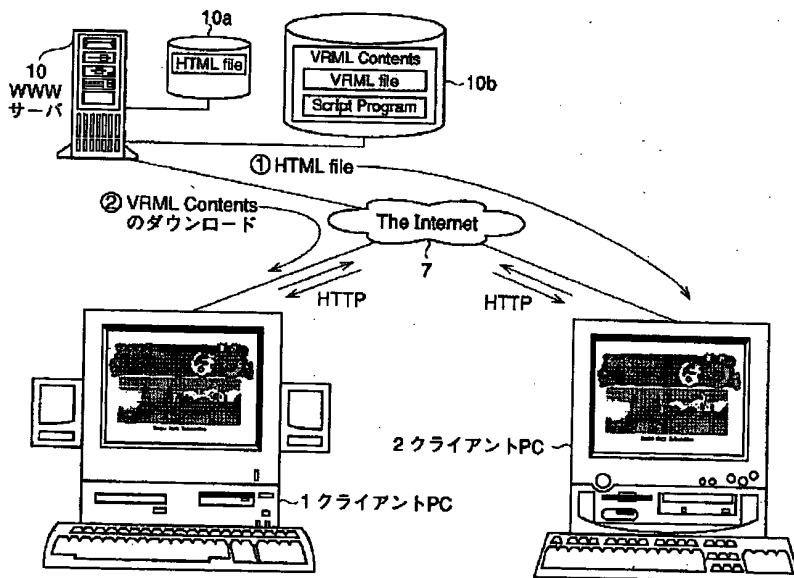 10a
10
WWW
サーバ
HTML file
VRML Contents
VRML file
Script Program
10b
① HTML file
② VRML Contents
のダウンロード
The Internet
7
HTTP
HTTP
2 クライアントPC
1 クライアントPC